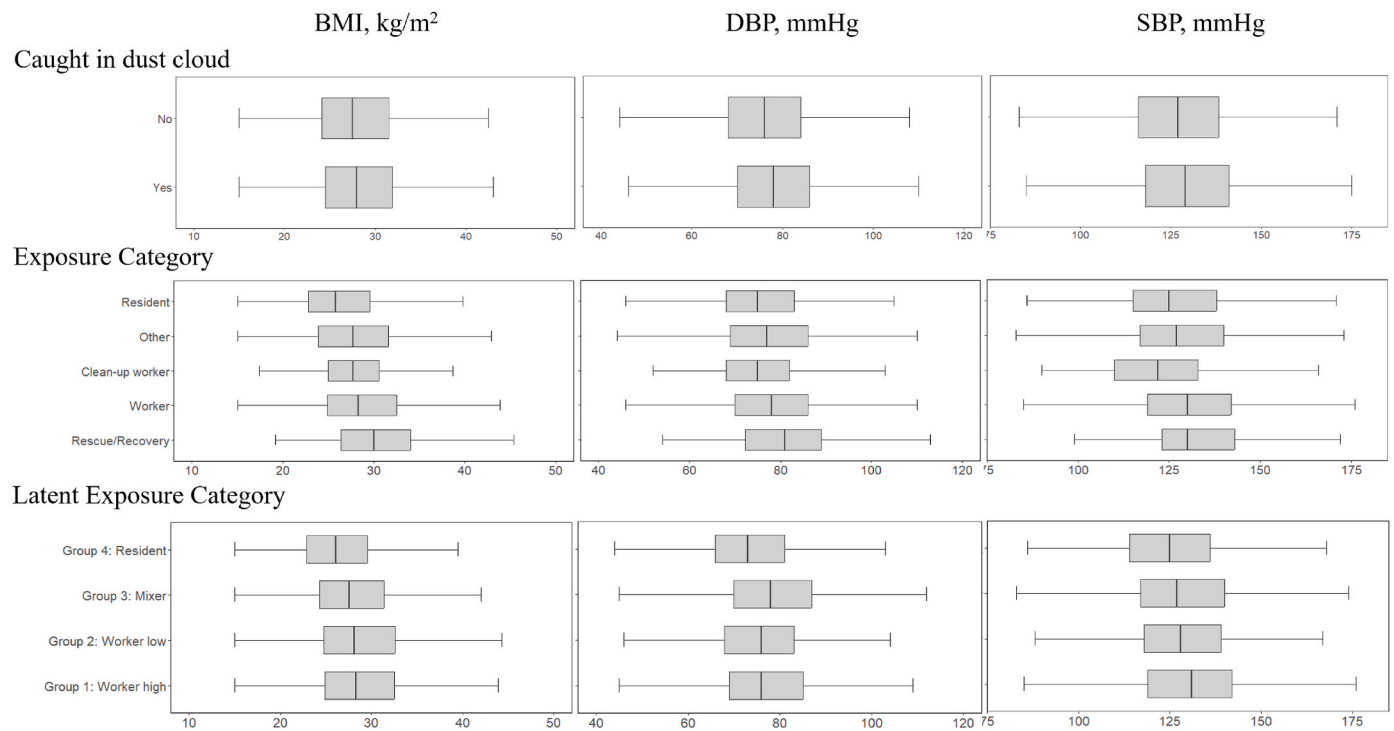 BMI, kg/m² DBP, mmHg SBP, mmHg
Caught in dust cloud
No
Yes
10 20 30 40 50 40 60 80 100 120 75 100 125 150 175
Exposure Category
Resident
Other
Clean-up worker
Worker
Rescue/Recovery
10 20 30 40 50 40 60 80 100 120 75 100 125 150 175
Latent Exposure Category
Group 4: Resident
Group 3: Mixer
Group 2: Worker low
Group 1: Worker high
10 20 30 40 50 40 60 80 100 120 75 100 125 150 175